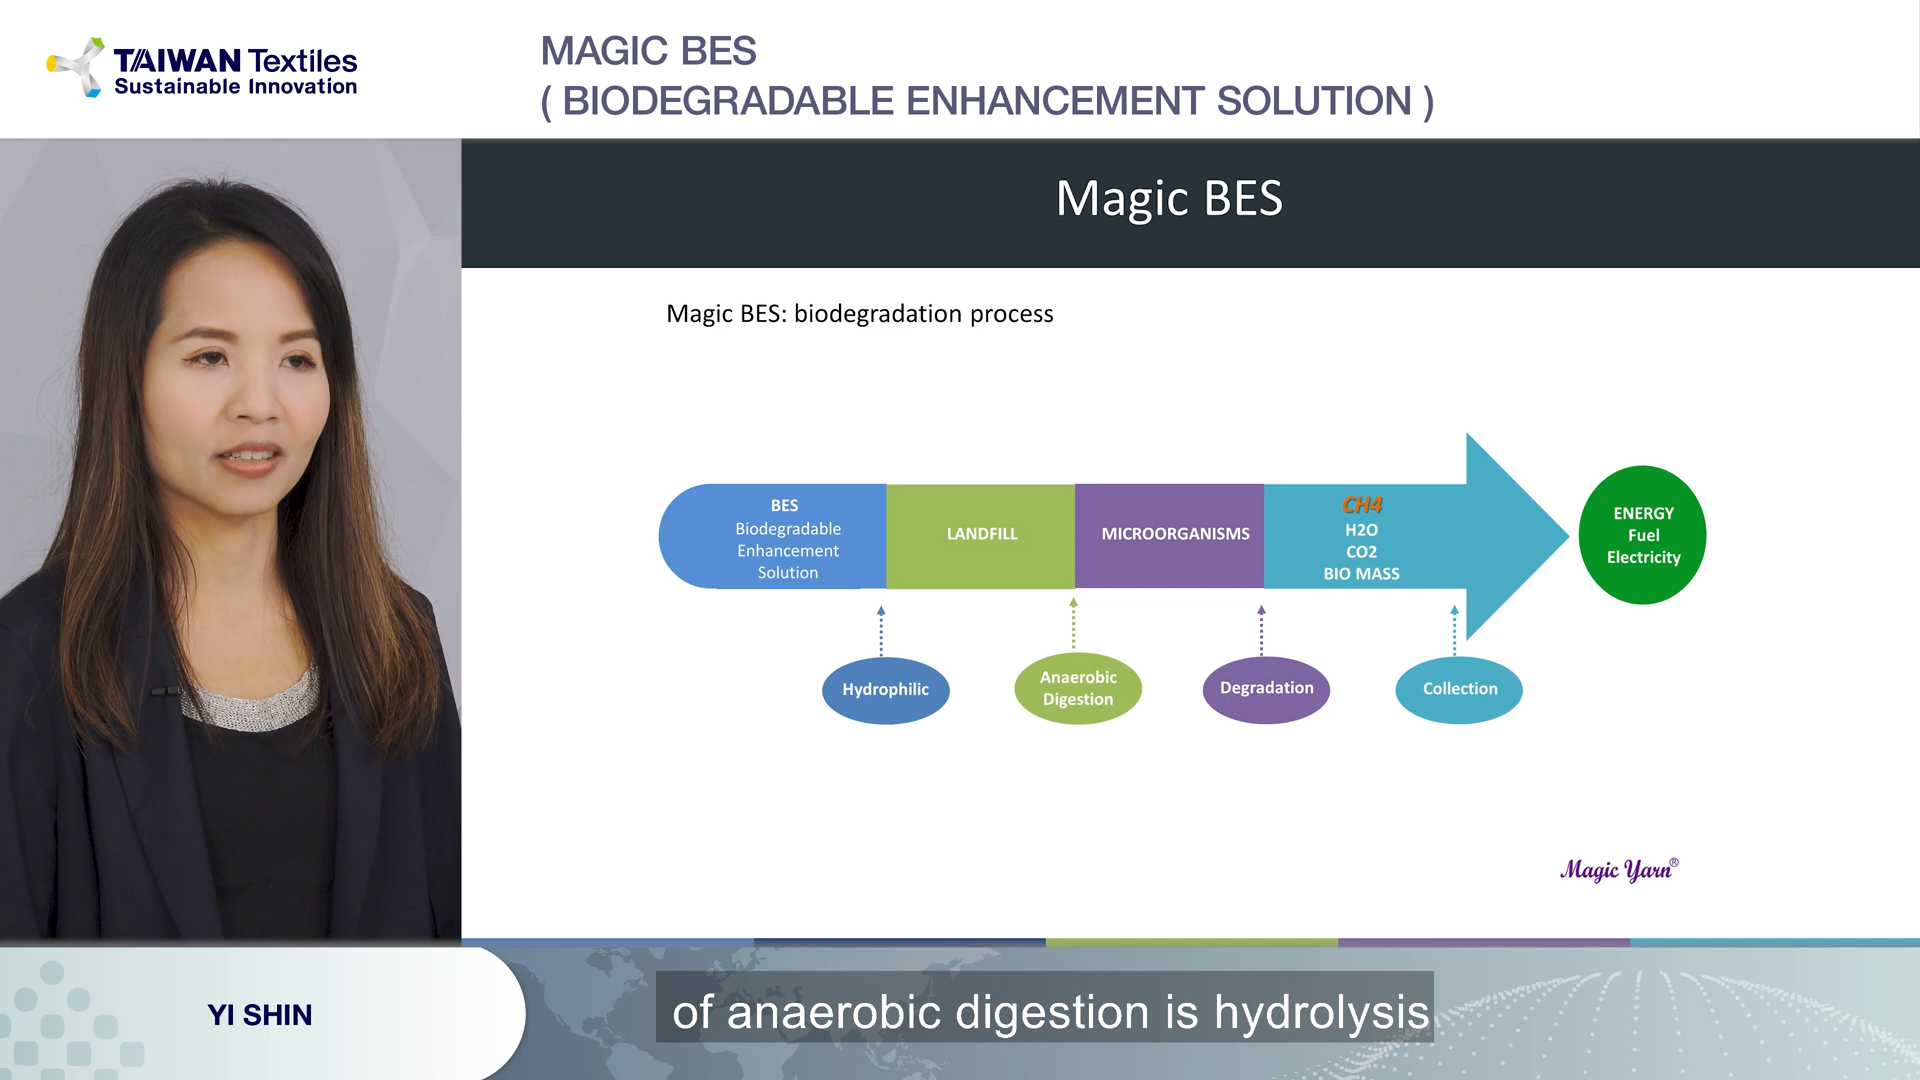 TAIWAN Textiles
Sustainable Innovation
MAGIC BES
( BIODEGRADABLE ENHANCEMENT SOLUTION )
Magic BES
Magic BES: biodegradation process
BES
Biodegradable
Enhancement
Solution
LANDFILL
MICROORGANISMS
CH4
H2O
CO2
BIO MASS
ENERGY
Fuel
Electricity
Hydrophilic
Anaerobic
Digestion
Degradation
Collection
Magic Yarn®
YI SHIN
of anaerobic digestion is hydrolysis